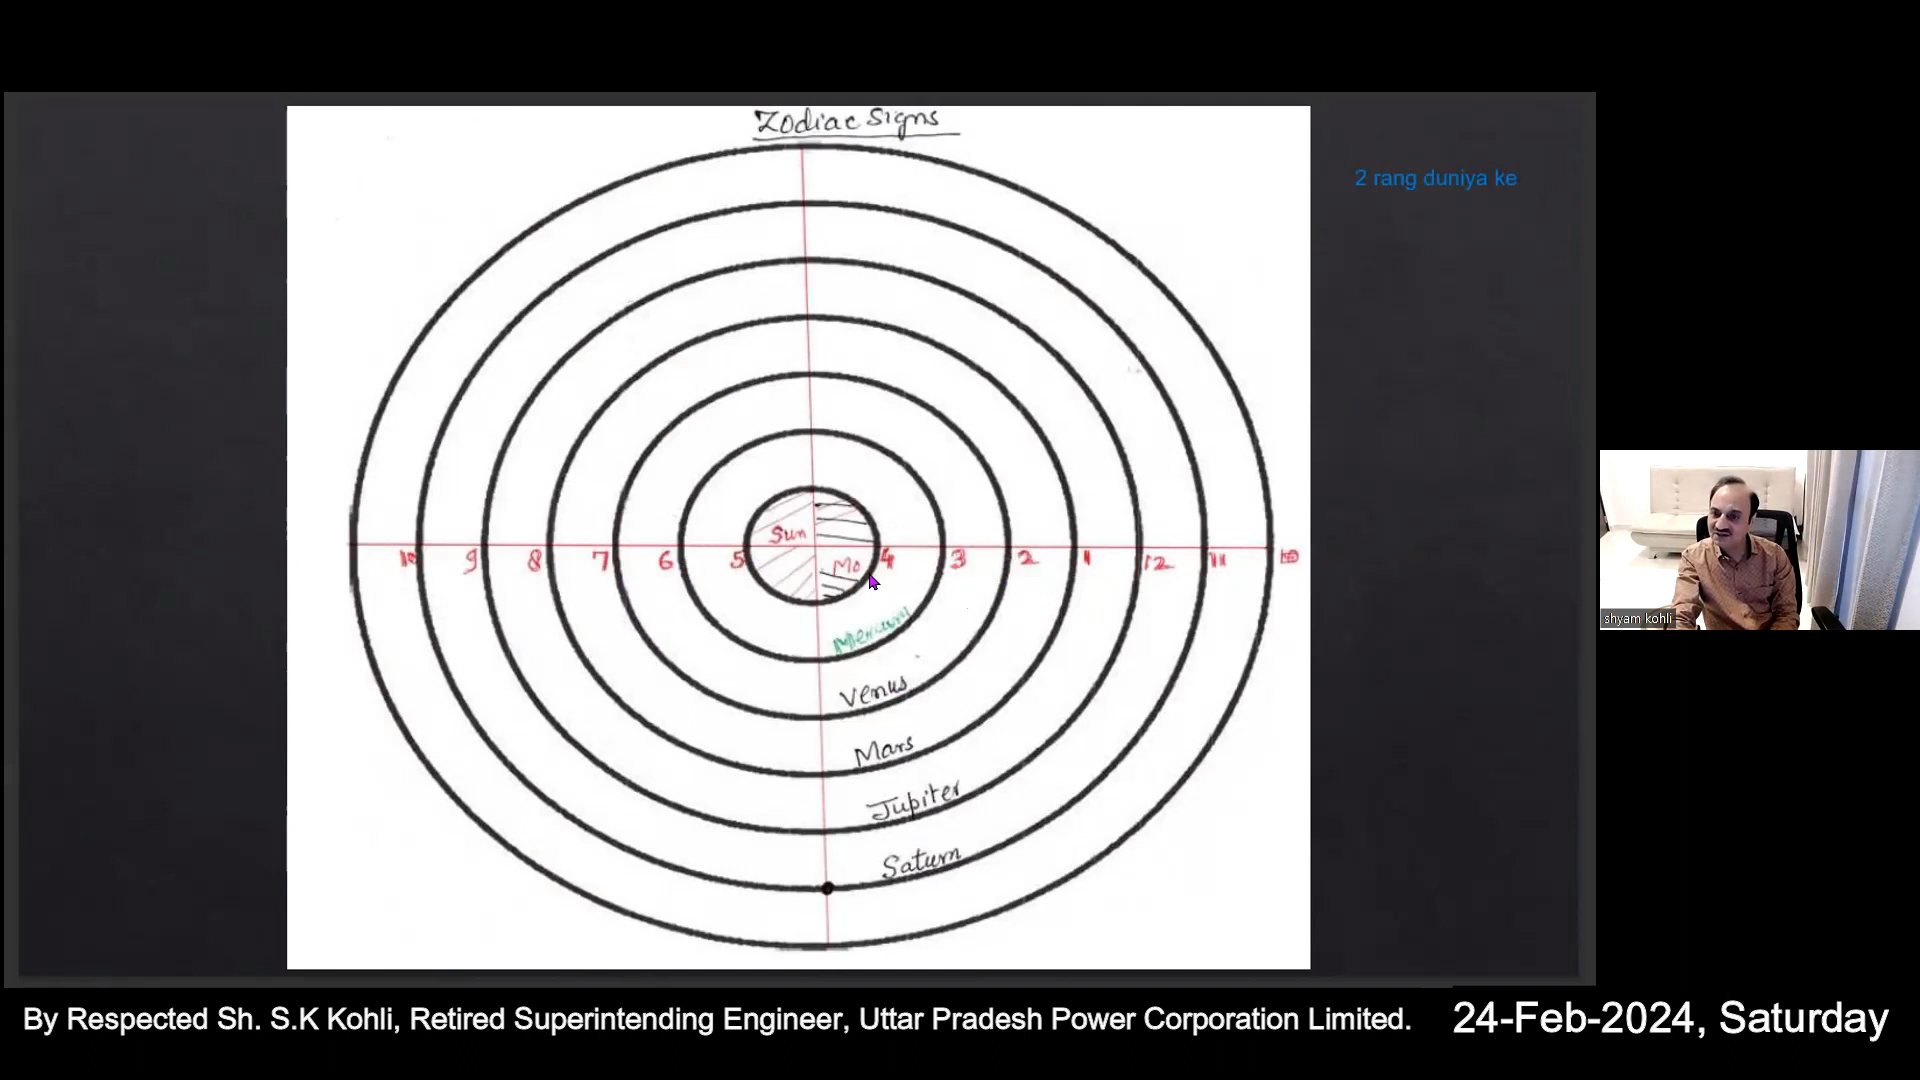 Zodiac Signs
2 rang duniya ke
Sun
10 9 8 7 6 5 4 3 2 1 12 11
Mo
Mercury
Venus
Mars
Jupiter
Saturn
shyam kohli
By Respected Sh. S.K Kohli, Retired Superintending Engineer, Uttar Pradesh Power Corporation Limited.
24-Feb-2024, Saturday